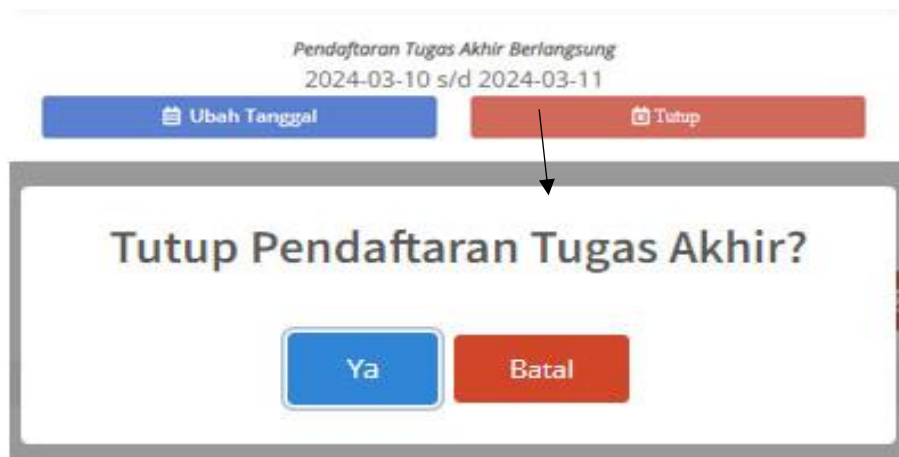 Pendaftaran Tugas Akhir Berlangsung
2024-03-10 s/d 2024-03-11
Ubah Tanggal
Tutup
Tutup Pendaftaran Tugas Akhir?
Ya
Batal